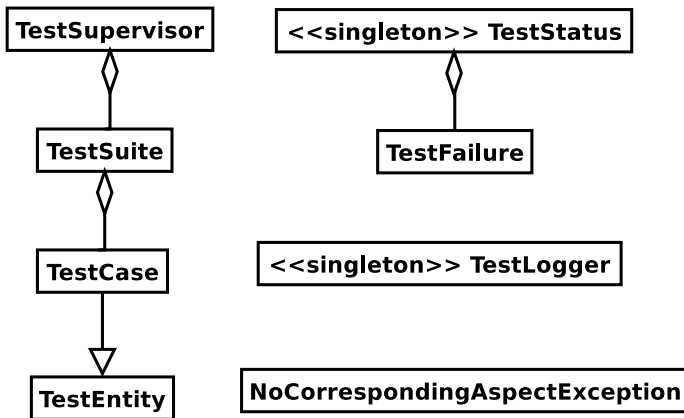 TestSupervisor
<<singleton>> TestStatus
TestSuite
TestFailure
TestCase
<<singleton>> TestLogger
TestEntity
NoCorrespondingAspectException